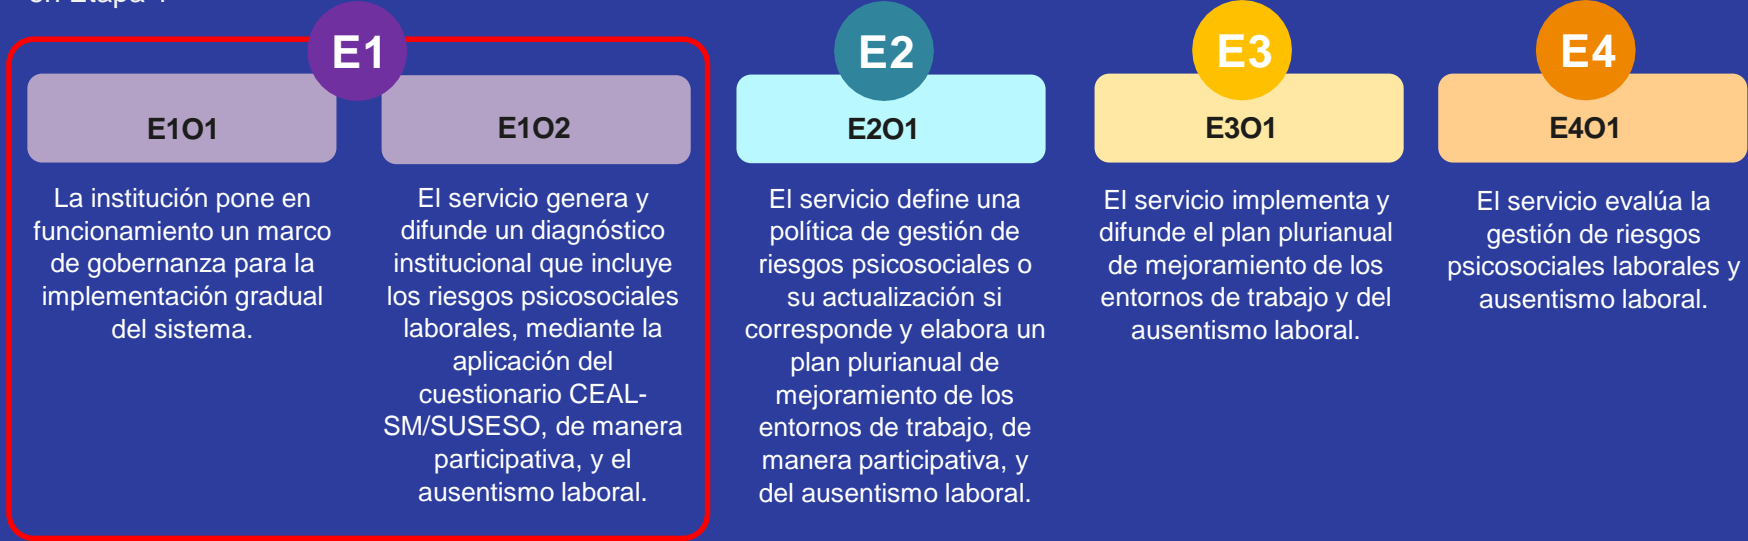 E1
E1O1
La institución pone en
funcionamiento un marco
de gobernanza para la
implementación gradual
del sistema.
E1O2
El servicio genera y
difunde un diagnóstico
institucional que incluye
los riesgos psicosociales
laborales, mediante la
aplicación del
cuestionario CEAL-
SM/SUSESO, de manera
participativa, y el
ausentismo laboral.
E2
E2O1
El servicio define una
política de gestión de
riesgos psicosociales o
su actualización si
corresponde y elabora un
plan plurianual de
mejoramiento de los
entornos de trabajo, de
manera participativa, y
del ausentismo laboral.
E3
E3O1
El servicio implementa y
difunde el plan plurianual
de mejoramiento de los
entornos de trabajo y del
ausentismo laboral.
E4
E4O1
El servicio evalúa la
gestión de riesgos
psicosociales laborales y
ausentismo laboral.